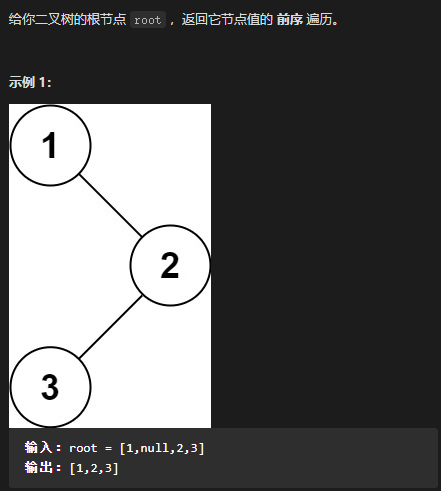 给你二叉树的根节点 root ，返回它节点值的 前序 遍历。
示例 1：
1
2
3
输入：root = [1,null,2,3]
输出：[1,2,3]